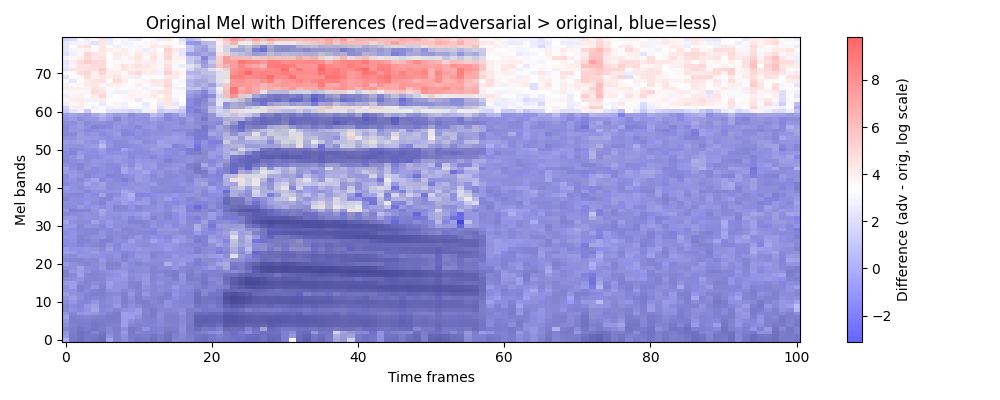 Original Mel with Differences (red=adversarial > original, blue=less)
Mel bands
70
60
50
40
30
20
10
0
0 20 40 60 80 100
Time frames
8
6
4
2
0
−2
Difference (adv - orig, log scale)